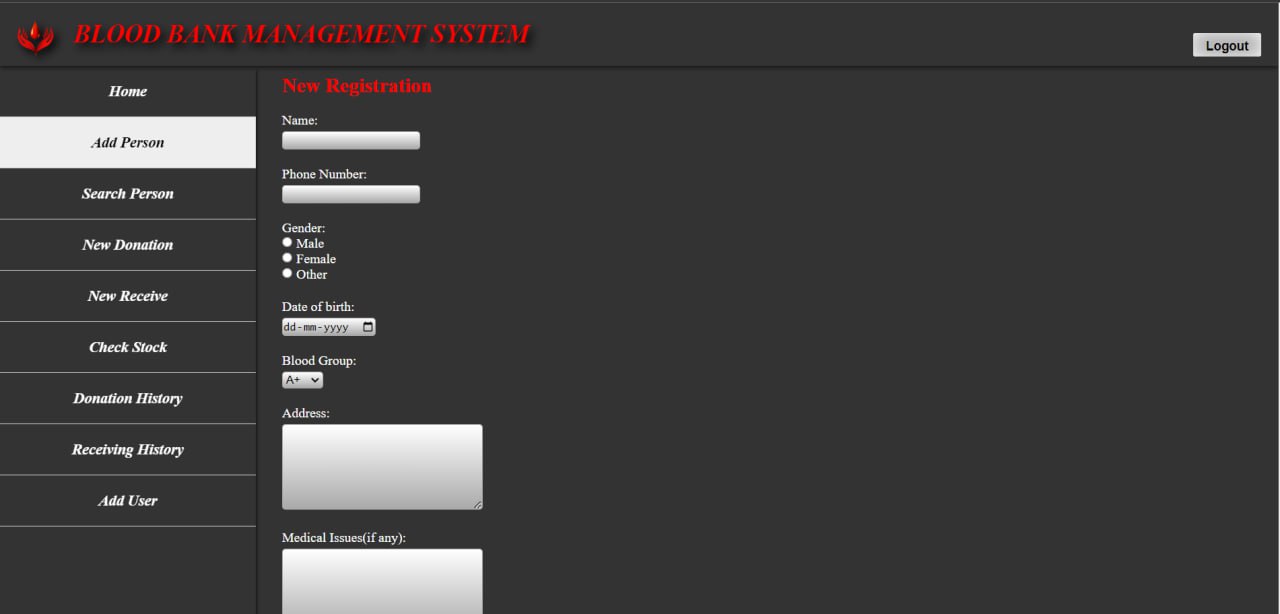 BLOOD BANK MANAGEMENT SYSTEM
Logout
Home
Add Person
Search Person
New Donation
New Receive
Check Stock
Donation History
Receiving History
Add User
New Registration
Name:
Phone Number:
Gender:
Male
Female
Other
Date of birth:
dd-mm-yyyy
Blood Group:
A+
Address:
Medical Issues(if any):